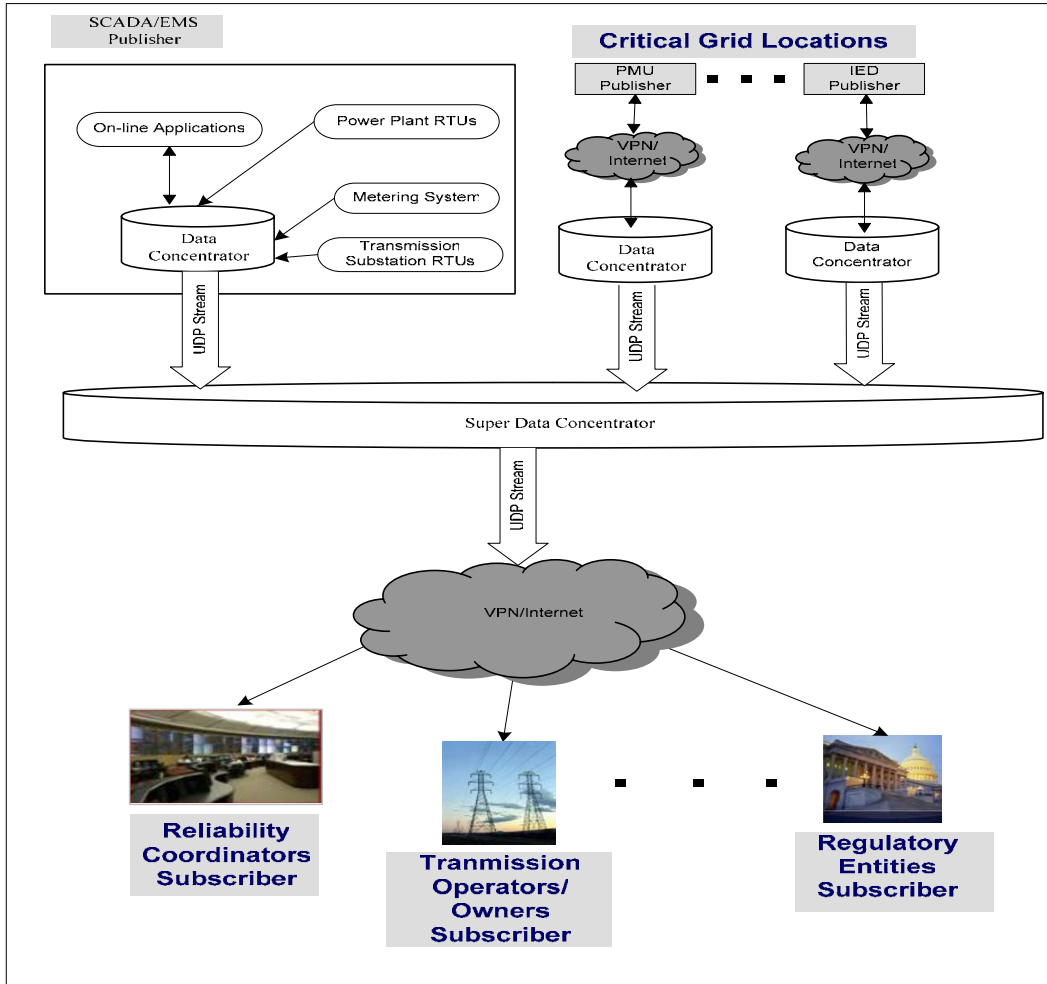 SCADA/EMS
Publisher
Critical Grid Locations
PMU
Publisher
IED
Publisher
On-line Applications
Power Plant RTUs
VPN/
Internet
VPN/
Internet
Metering System
Data
Concentrator
Transmission
Substation RTUs
Data
Concentrator
Data
Concentrator
UDP Stream
UDP Stream
UDP Stream
Super Data Concentrator
UDP Stream
VPN/Internet
Reliability
Coordinators
Subscriber
Tranmission
Operators/
Owners
Subscriber
Regulatory
Entities
Subscriber